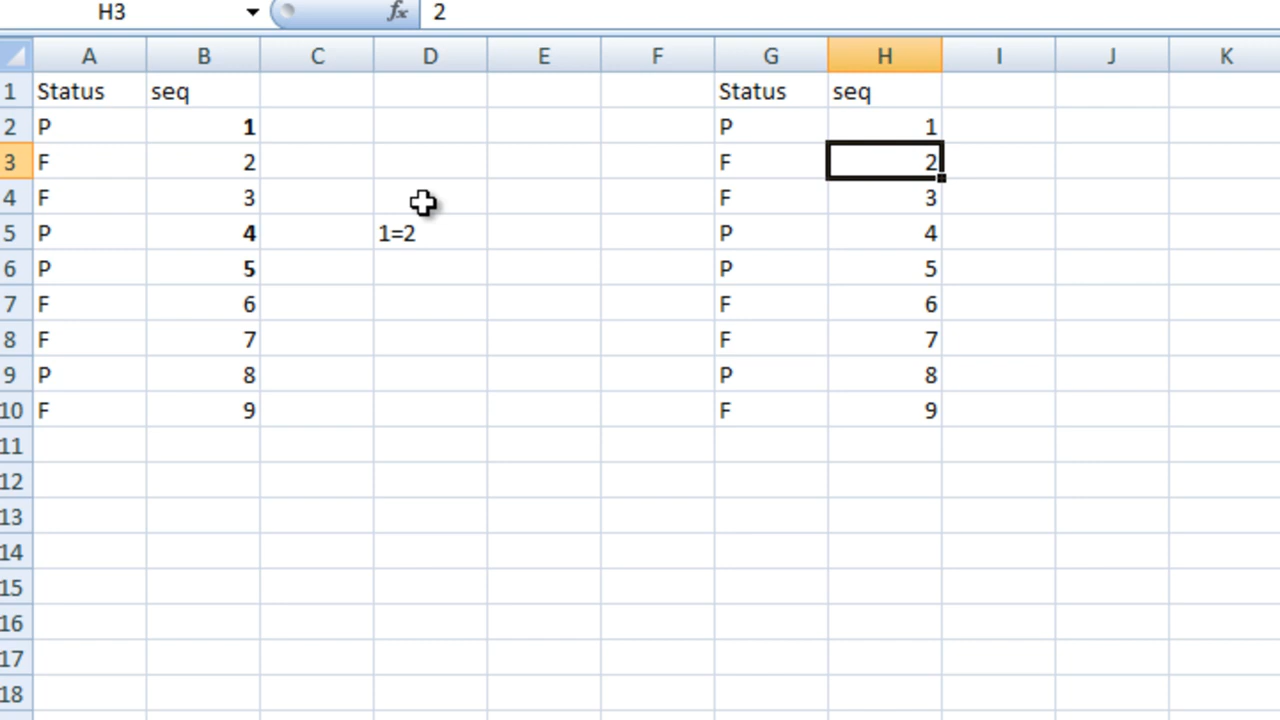 H3 fx 2
A B C D E F G H I J K
1 Status seq Status seq
2 P 1 P 1
3 F 2 F 2
4 F 3 F 3
5 P 4 1=2 P 4
6 P 5 P 5
7 F 6 F 6
8 F 7 F 7
9 P 8 P 8
10 F 9 F 9
11
12
13
14
15
16
17
18